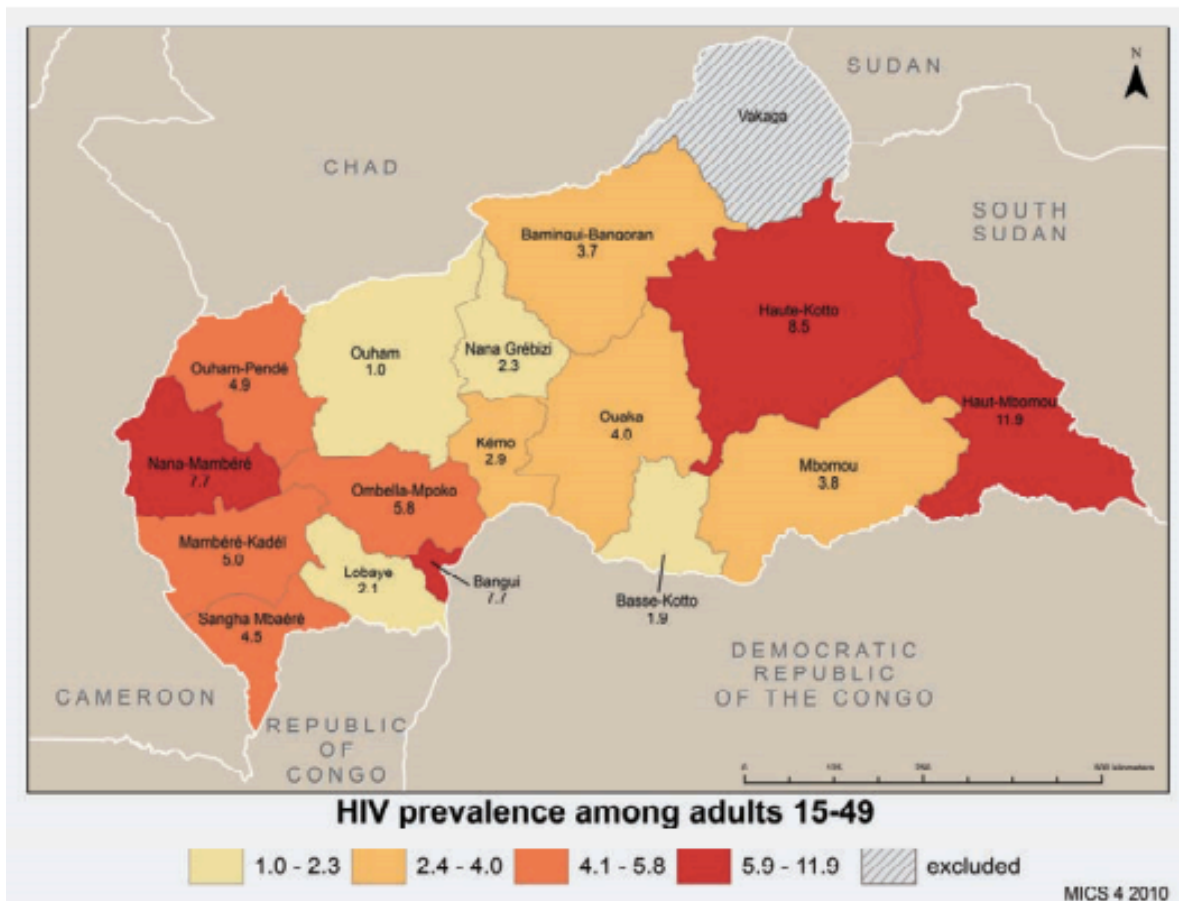 N
SUDAN
Vakaga
CHAD
SOUTH
SUDAN
Bamingui-Bangoran
3.7
Haute-Kotto
8.5
Ouham
1.0
Nana Grébizi
2.3
Ouham-Pendé
4.9
Haut-Mbomou
11.9
Ouaka
4.0
Kémo
2.9
Nana-Mambéré
7.7
Mbomou
3.8
Ombella-Mpoko
5.8
Mambéré-Kadéï
5.0
Lobaye
2.1
Bangui
7.7
Basse-Kotto
1.9
Sangha Mbaéré
4.5
DEMOCRATIC
REPUBLIC
OF THE CONGO
CAMEROON
REPUBLIC
OF
CONGO
0 125 250 500 kilometers
HIV prevalence among adults 15-49
1.0 - 2.3 2.4 - 4.0 4.1 - 5.8 5.9 - 11.9 excluded
MICS 4 2010